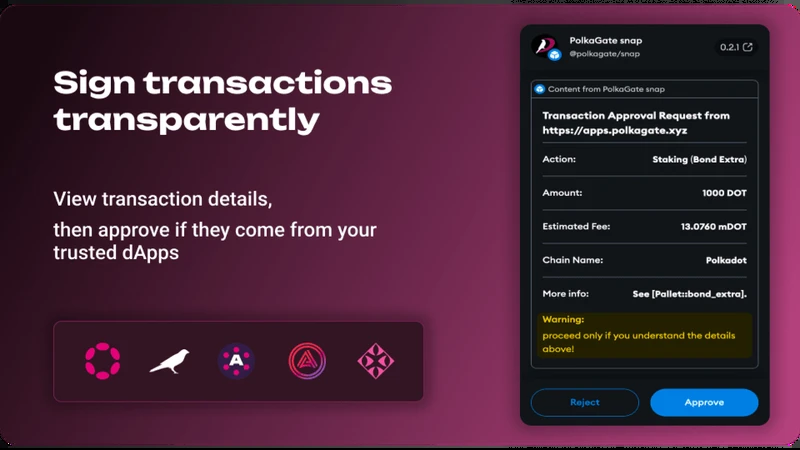 Sign transactions
transparently
View transaction details,
then approve if they come from your
trusted dApps
A
PolkaGate snap
@polkagate/snap
0.2.1
Content from PolkaGate snap
Transaction Approval Request from
https://apps.polkagate.xyz
Action: Staking (Bond Extra)
Amount: 1000 DOT
Estimated Fee: 13.0760 mDOT
Chain Name: Polkadot
More info: See [Pallet::bond_extra].
Warning:
proceed only if you understand the details
above!
Reject
Approve